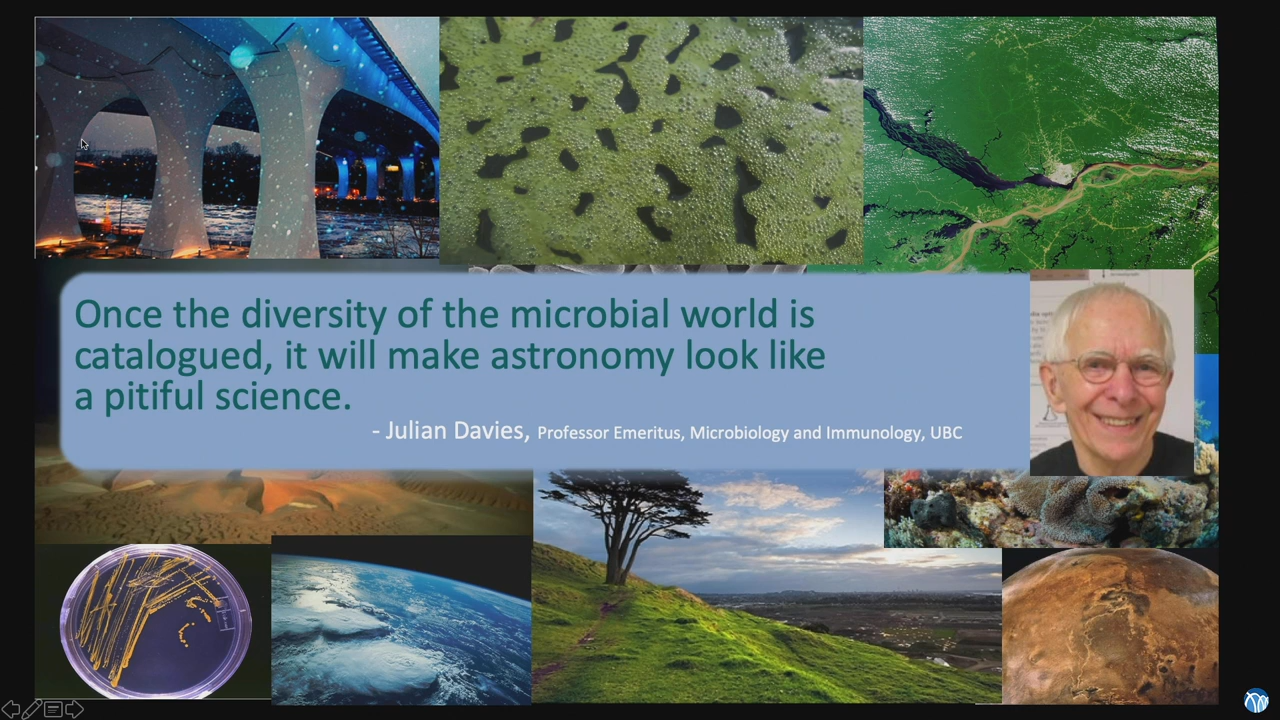 Once the diversity of the microbial world is
catalogued, it will make astronomy look like
a pitiful science.
- Julian Davies, Professor Emeritus, Microbiology and Immunology, UBC